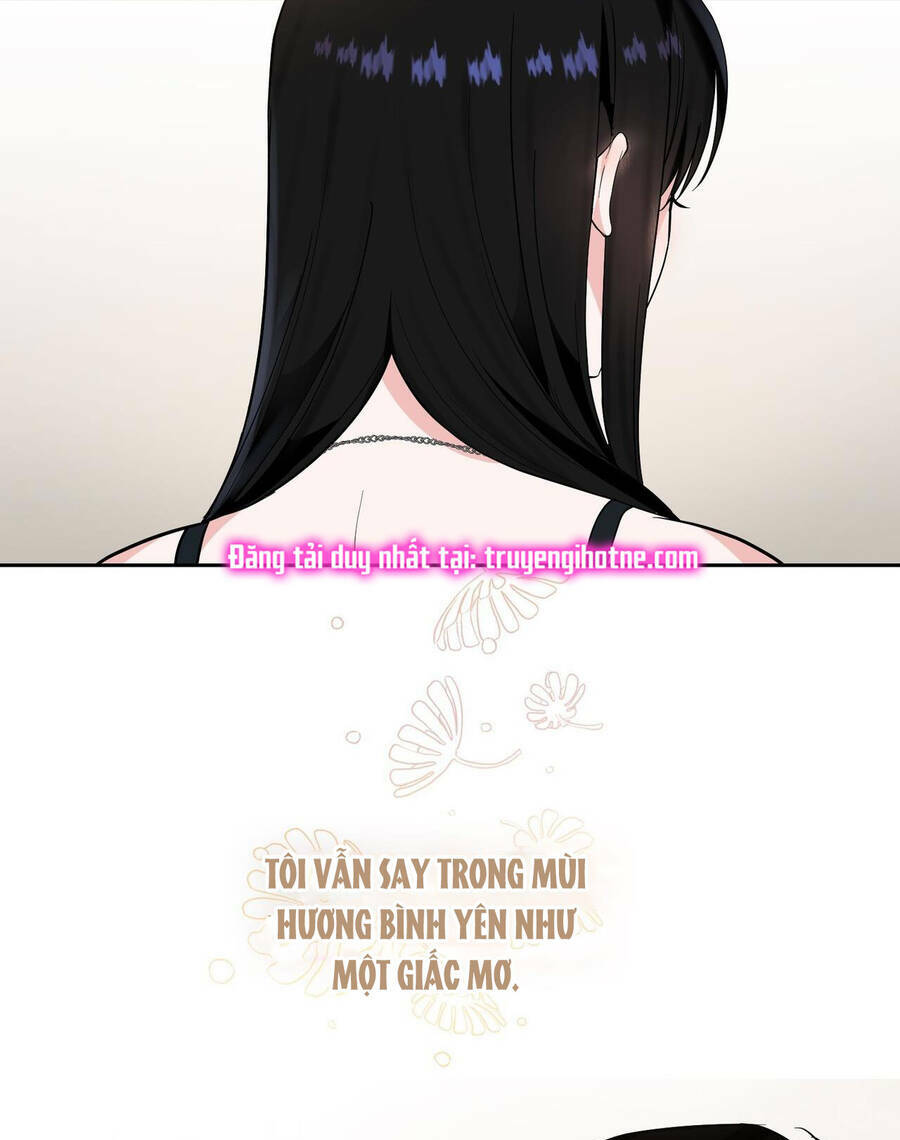 Đăng tải duy nhất tại: truyengihotne.com
TÔI VẪN SAY TRONG MÙI
HƯƠNG BÌNH YÊN NHƯ
MỘT GIẤC MƠ.